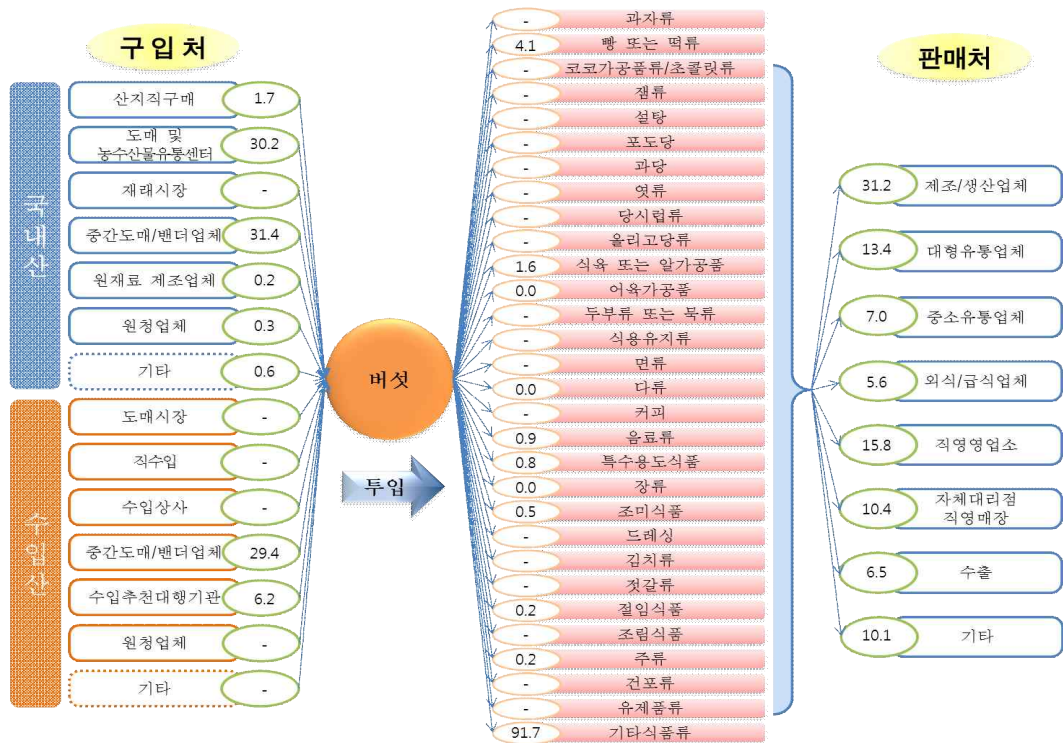 구 입 처
국내산
산지직구매 1.7
도매 및
농수산물유통센터 30.2
재래시장 -
중간도매/밴더업체 31.4
원재료 제조업체 0.2
원청업체 0.3
기타 0.6
수입산
도매시장 -
직수입 -
수입상사 -
중간도매/밴더업체 29.4
수입추천대행기관 6.2
원청업체 -
기타 -
버섯
투입
- 과자류
4.1 빵 또는 떡류
- 코코가공품류/초콜릿류
- 잼류
- 설탕
- 포도당
- 과당
- 엿류
- 당시럽류
- 올리고당류
1.6 식육 또는 알가공품
0.0 어육가공품
- 두부류 또는 묵류
- 식용유지류
- 면류
0.0 다류
- 커피
0.9 음료류
0.8 특수용도식품
0.0 장류
0.5 조미식품
- 드레싱
- 김치류
- 젓갈류
0.2 절임식품
- 조림식품
0.2 주류
- 건포류
- 유제품류
91.7 기타식품류
판매처
31.2 제조/생산업체
13.4 대형유통업체
7.0 중소유통업체
5.6 외식/급식업체
15.8 직영영업소
10.4 자체대리점
직영매장
6.5 수출
10.1 기타